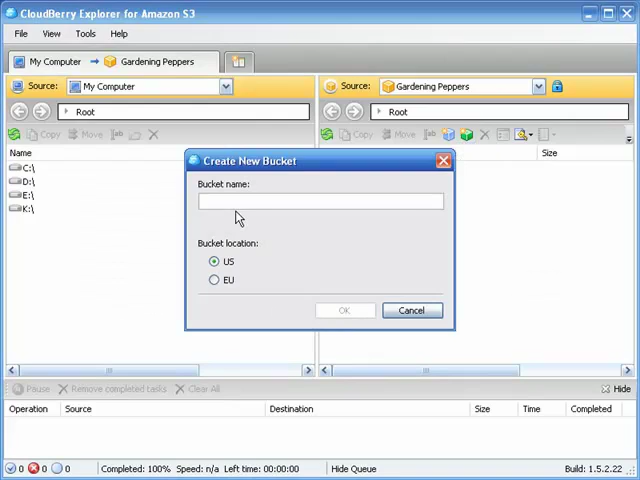 CloudBerry Explorer for Amazon S3
File View Tools Help
My Computer Gardening Peppers
Source: My Computer
Source: Gardening Peppers
Root
Root
Copy Move
Copy Move
Name
Size
C:\
D:\
E:\
K:\
Create New Bucket
Bucket name:
Bucket location:
US
EU
OK Cancel
Pause Remove completed tasks Clear All Hide
Operation Source Destination Size Time Completed
0 0 0 Completed: 100% Speed: n/a Left time: 00:00:00 Hide Queue Build: 1.5.2.22